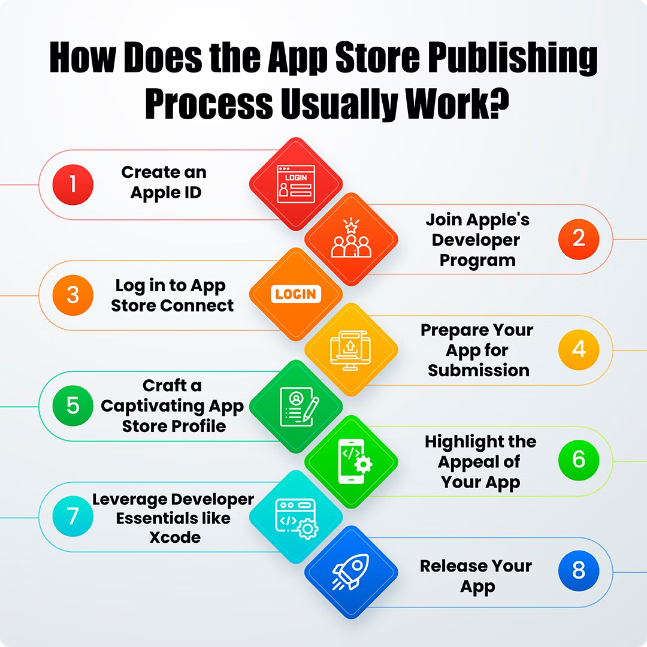 How Does the App Store Publishing
Process Usually Work?
1
Create an
Apple ID
LOGIN
2
Join Apple's
Developer
Program
3
Log in to App
Store Connect
LOGIN
4
Prepare Your
App for
Submission
5
Craft a
Captivating App
Store Profile
6
Highlight the
Appeal of
Your App
</>
7
Leverage Developer
Essentials like
Xcode
</>
8
Release Your
App